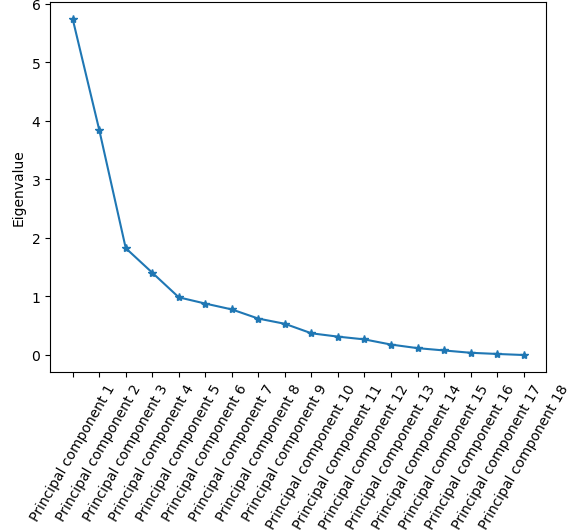 6
5
4
3
2
1
0
Eigenvalue
Principal component 1
Principal component 2
Principal component 3
Principal component 4
Principal component 5
Principal component 6
Principal component 7
Principal component 8
Principal component 9
Principal component 10
Principal component 11
Principal component 12
Principal component 13
Principal component 14
Principal component 15
Principal component 16
Principal component 17
Principal component 18